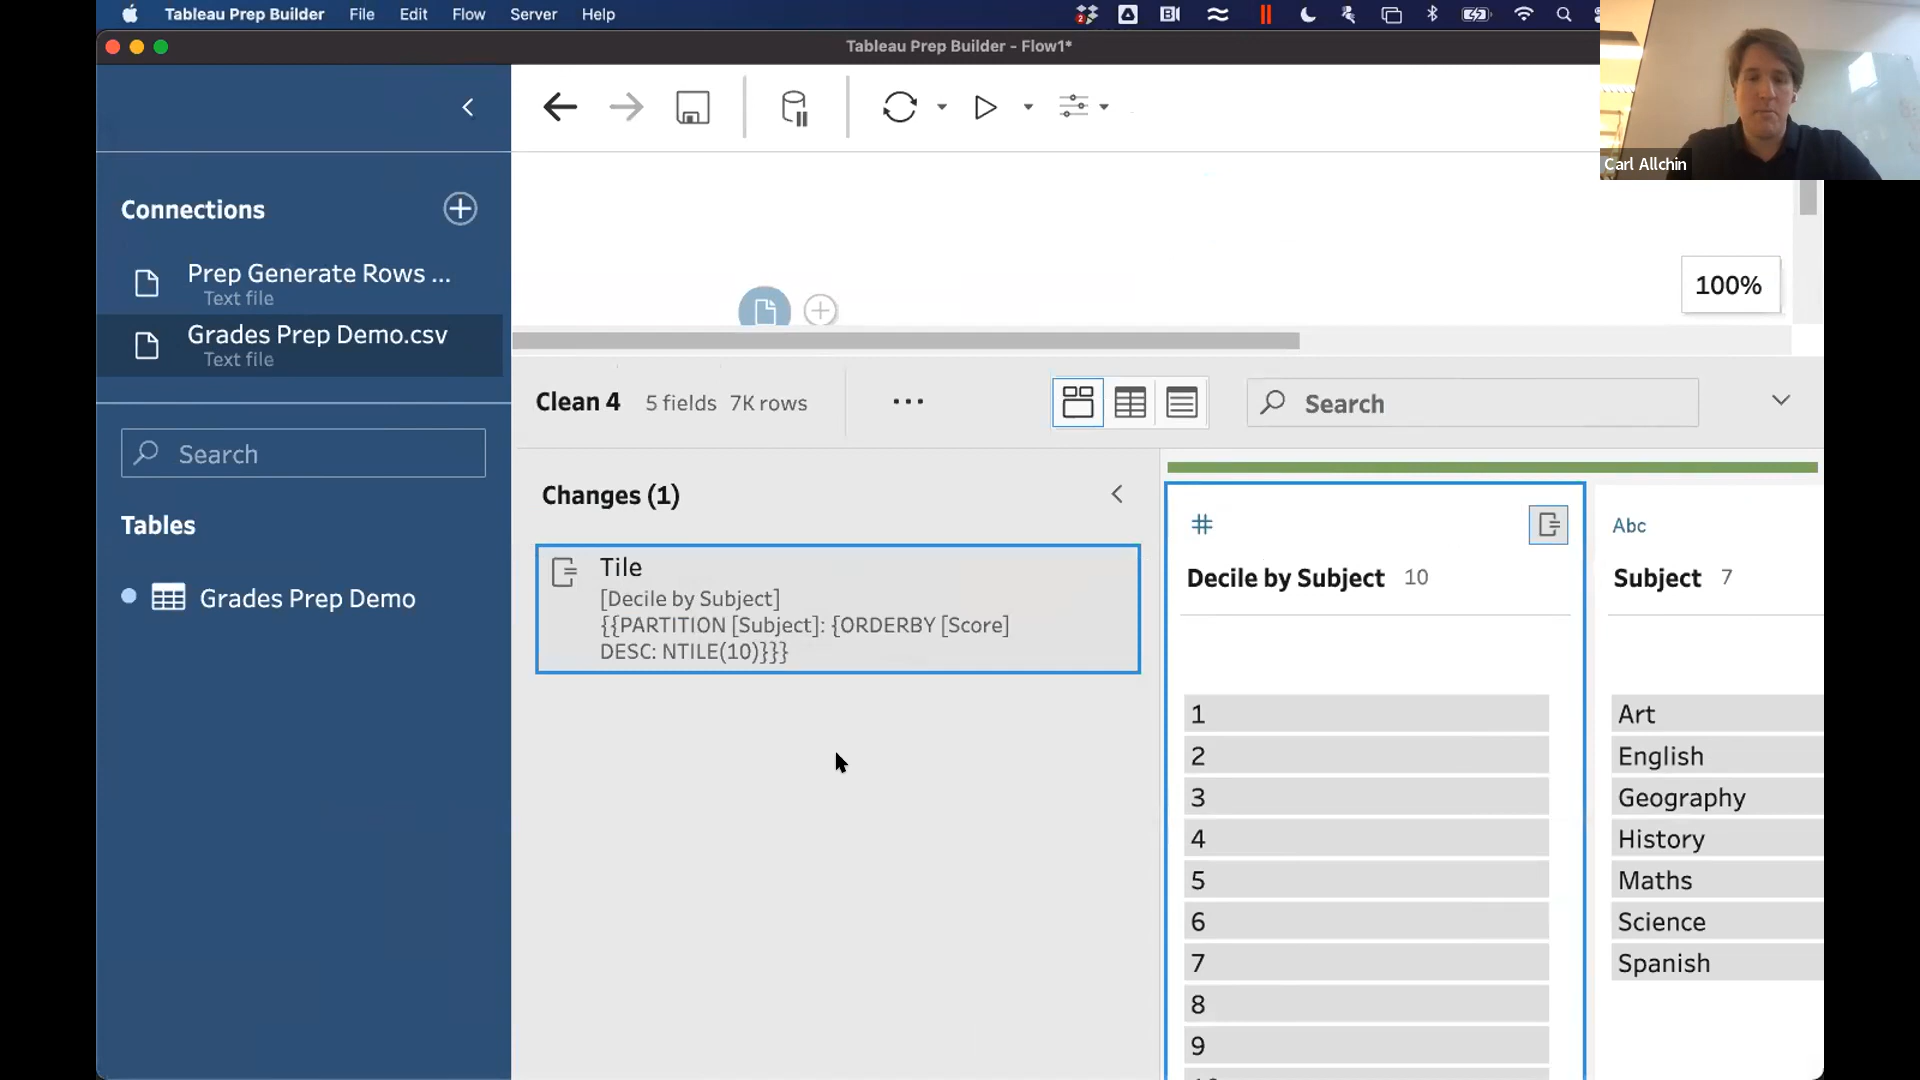 Tableau Prep Builder File Edit Flow Server Help
Tableau Prep Builder - Flow1*
Carl Allchin
Connections
Prep Generate Rows ...
Text file
Grades Prep Demo.csv
Text file
100%
Clean 4 5 fields 7K rows
Search
Search
Changes (1)
Tables
Grades Prep Demo
Tile
[Decile by Subject]
{{PARTITION [Subject]: {ORDERBY [Score]
DESC: NTILE(10)}}}
#
Decile by Subject 10
1
2
3
4
5
6
7
8
9
Abc
Subject 7
Art
English
Geography
History
Maths
Science
Spanish